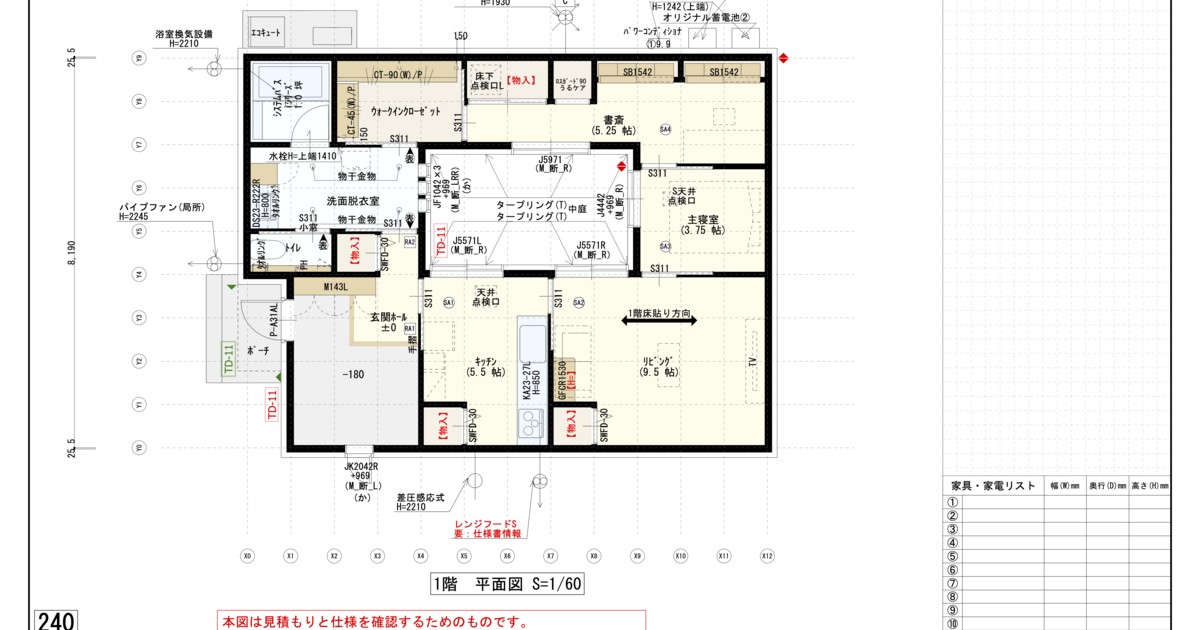 H=1930
C
H=1242(上端)
オリジナル蓄電池②
パワーコンディショナ
①9.9
浴室換気設備
H=2210
エコキュート
150
25.5
8,190
25.5
Y9
Y8
Y7
Y6
Y5
Y4
Y3
Y2
Y1
Y0
システムバス
1.0 坪
CT-90(W)/P
CT-45(W)/P
150
ウォークインクローゼット
S311
S311
床下
点検口L
【物入】
ロスガード90
うるケア
SB1542
SB1542
書斎
(5.25 帖)
SA4
水栓H=上端1410
物干金物
洗面脱衣室
物干金物
表
表
表
DS23-R222R
H=800
タオルリング
S311
小窓
S311
パイプファン(局所)
H=2245
JF1042×3
+969
(M_断_LRR)
(か)
J5971
(M_断_R)
タープリング(T)
タープリング(T)
中庭
J4442
+969
(M_断_R)
TD-11
J5571L
(M_断_R)
J5571R
(M_断_R)
S311
S天井
点検口
主寝室
(3.75 帖)
SA3
S311
タオルリング
トイレ
PH
【物入】
SWFD-30
RA2
M143L
玄関ホール
±0
RA1
手摺
P-A31AL
ポーチ
TD-11
TD-11
-180
S311
SA1
天井
点検口
S311
SA2
1階床貼り方向
キッチン
(5.5 帖)
KA23-27L
H=850
GFCR1530
【H=】
リビング
(9.5 帖)
TV
【物入】
SWFD-30
【物入】
SWFD-30
JK2042R
+969
(M_断_L)
(か)
差圧感応式
H=2210
レンジフードS
要：仕様書情報
X0 X1 X2 X3 X4 X5 X6 X7 X8 X9 X10 X11 X12
1階 平面図 S=1/60
240
本図は見積もりと仕様を確認するためのものです。
家具・家電リスト 幅(W)mm 奥行(D)mm 高さ(H)mm
①
②
③
④
⑤
⑥
⑦
⑧
⑨
⑩